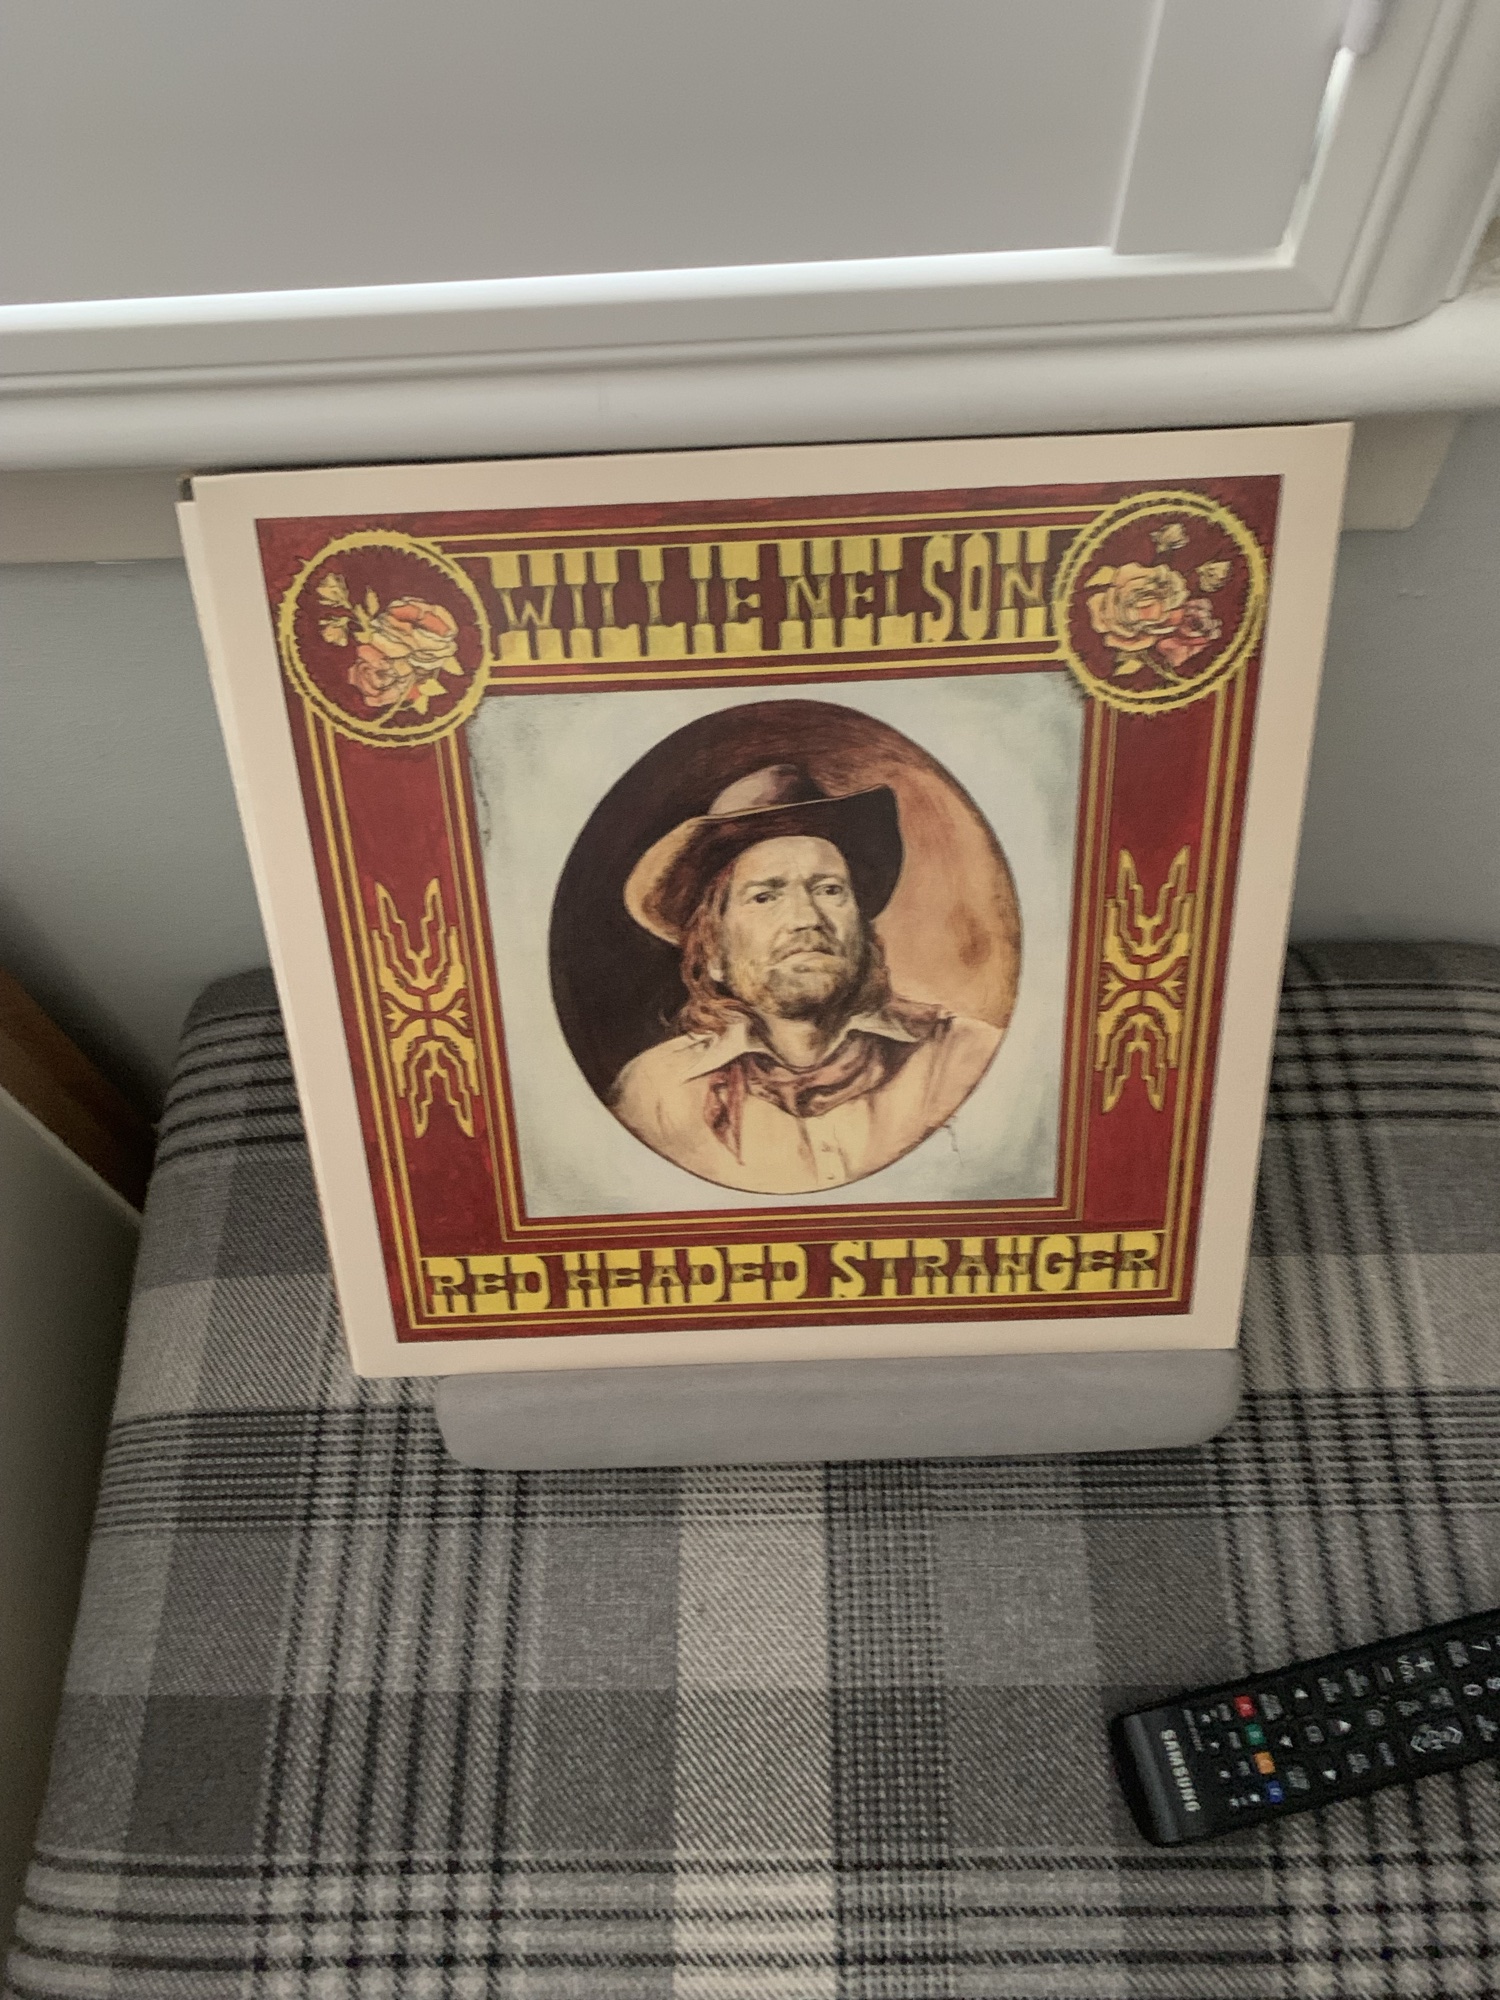 WILLIE NELSON
RED HEADED STRANGER
SAMSUNG